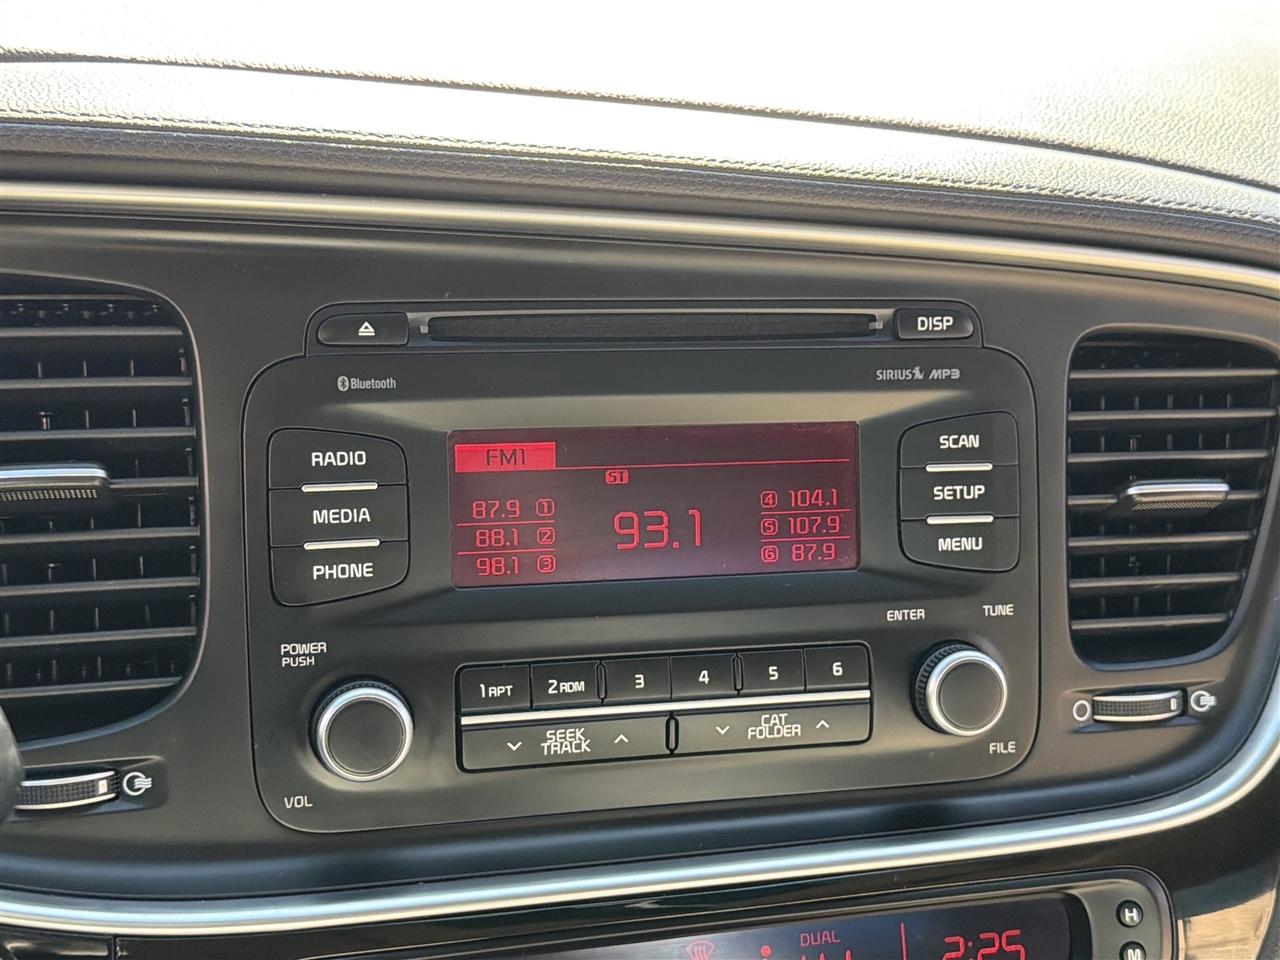 DISP
Bluetooth
SIRIUS MP3
RADIO
MEDIA
PHONE
FM1
ST
87.9 1
88.1 2
98.1 3
93.1
4 104.1
5 107.9
6 87.9
SCAN
SETUP
MENU
POWER
PUSH
VOL
1 RPT 2 RDM 3 4 5 6
SEEK
TRACK
CAT
FOLDER
ENTER
TUNE
FILE
DUAL
2:25
H
M